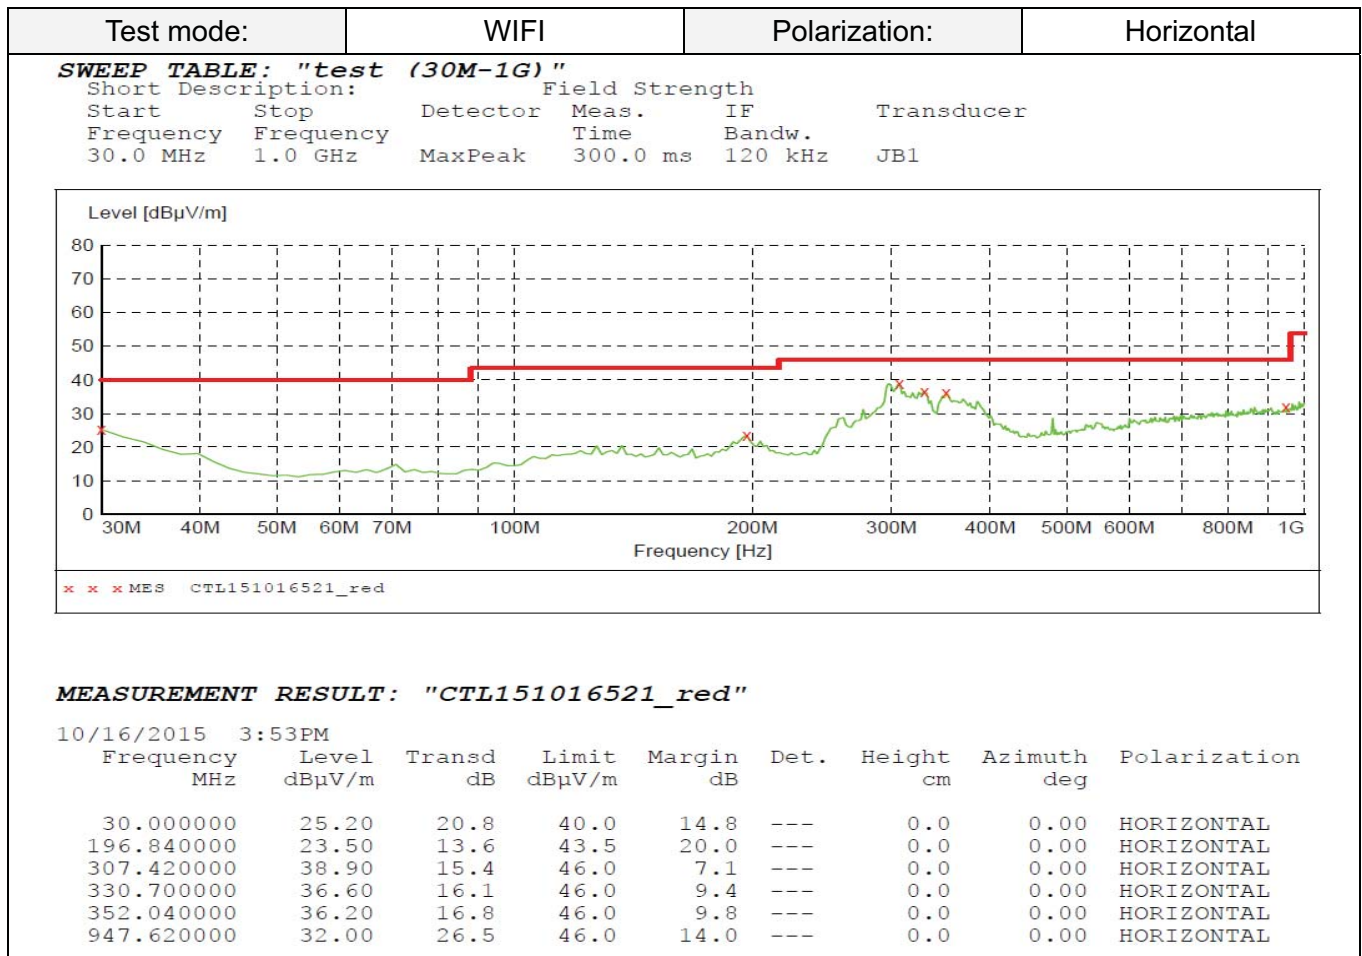 Test mode: WIFI Polarization: Horizontal
SWEEP TABLE: "test (30M-1G)"
Short Description: Field Strength
Start Stop Detector Meas. IF Transducer
Frequency Frequency Time Bandw.
30.0 MHz 1.0 GHz MaxPeak 300.0 ms 120 kHz JB1
Level [dBµV/m]
80
70
60
50
40
30
20
10
0
30M 40M 50M 60M 70M 100M 200M 300M 400M 500M 600M 800M 1G
Frequency [Hz]
x x x MES CTL151016521_red
MEASUREMENT RESULT: "CTL151016521_red"
10/16/2015 3:53PM
Frequency Level Transd Limit Margin Det. Height Azimuth Polarization
MHz dBµV/m dB dBµV/m dB cm deg
30.000000 25.20 20.8 40.0 14.8 --- 0.0 0.00 HORIZONTAL
196.840000 23.50 13.6 43.5 20.0 --- 0.0 0.00 HORIZONTAL
307.420000 38.90 15.4 46.0 7.1 --- 0.0 0.00 HORIZONTAL
330.700000 36.60 16.1 46.0 9.4 --- 0.0 0.00 HORIZONTAL
352.040000 36.20 16.8 46.0 9.8 --- 0.0 0.00 HORIZONTAL
947.620000 32.00 26.5 46.0 14.0 --- 0.0 0.00 HORIZONTAL